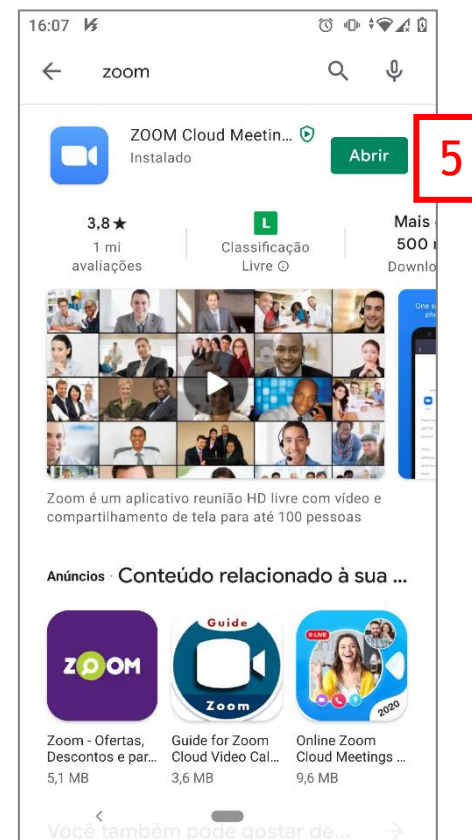 16:07
zoom
ZOOM Cloud Meetin...
Instalado
Abrir
5
3,8★
1 mi
avaliações
L
Classificação
Livre
Mais
500
Downlo
Zoom é um aplicativo reunião HD livre com vídeo e
compartilhamento de tela para até 100 pessoas
Anúncios · Conteúdo relacionado à sua ...
ZOOM
Guide
Zoom
LIVE
2020
Zoom - Ofertas,
Descontos e par...
5,1 MB
Guide for Zoom
Cloud Video Cal...
3,6 MB
Online Zoom
Cloud Meetings ...
9,6 MB
Você também pode gostar de...